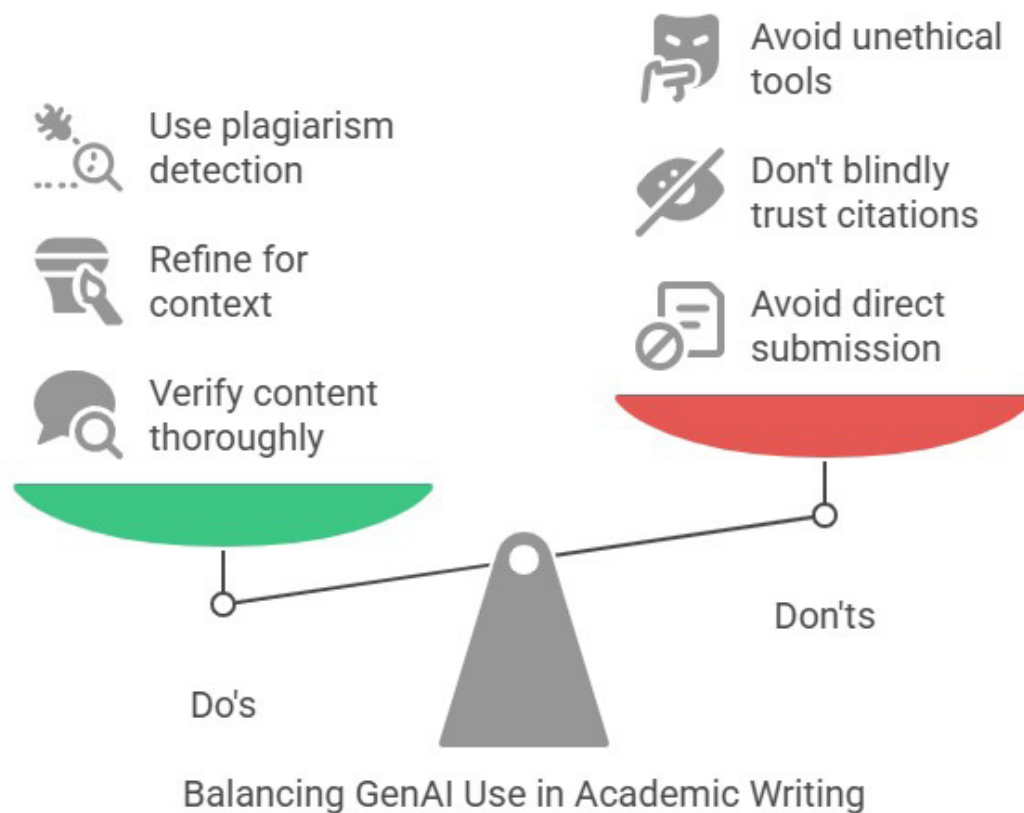 Use plagiarism
detection
Refine for
context
Verify content
thoroughly
Do's
Avoid unethical
tools
Don't blindly
trust citations
Avoid direct
submission
Don'ts
Balancing GenAI Use in Academic Writing